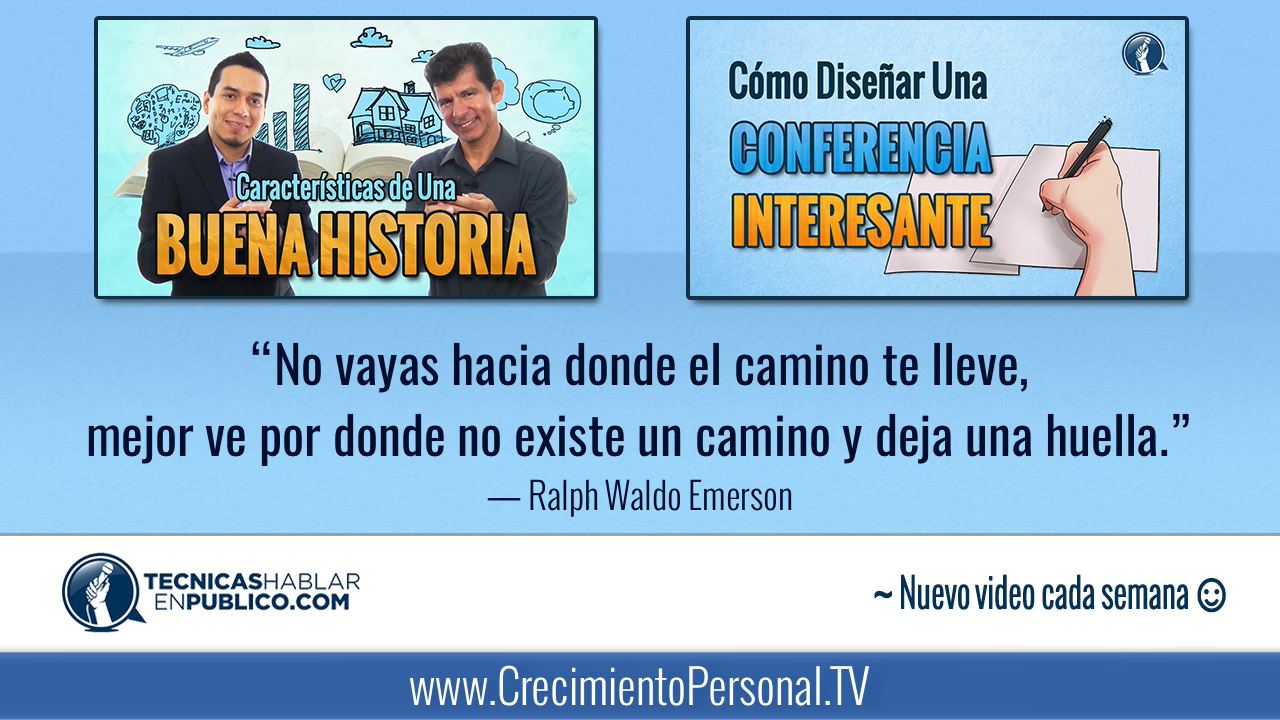 Características de Una
BUENA HISTORIA
Cómo Diseñar Una
CONFERENCIA
INTERESANTE
“No vayas hacia donde el camino te lleve,
mejor ve por donde no existe un camino y deja una huella.”
— Ralph Waldo Emerson
TECNICASHABLAR
ENPUBLICO.COM
~ Nuevo video cada semana ☺
www.CrecimientoPersonal.TV